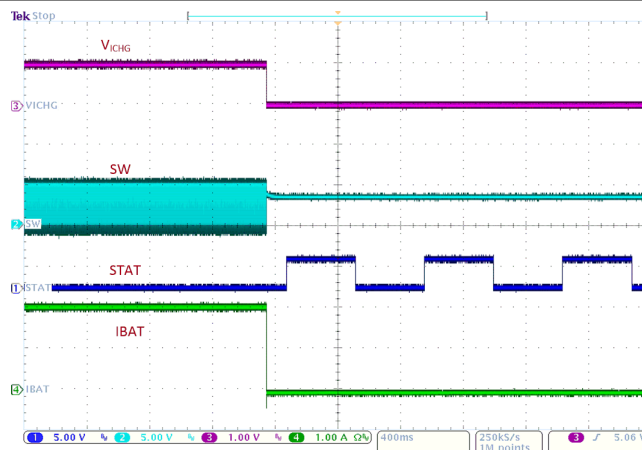 Tek Stop
VICHG
3 VICHG
SW
2 SW
STAT
1 STAT
IBAT
4 IBAT
1 5.00 V 2 5.00 V 3 1.00 V 4 1.00 A Ω 400ms 250kS/s 3 5.06 V
1M points